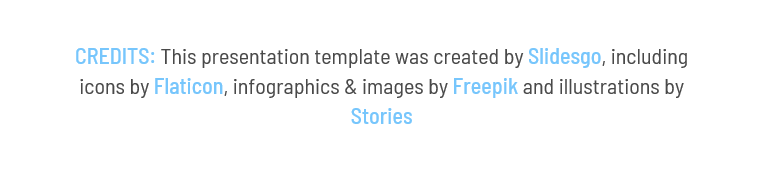 CREDITS: This presentation template was created by Slidesgo, including
icons by Flaticon, infographics & images by Freepik and illustrations by
Stories